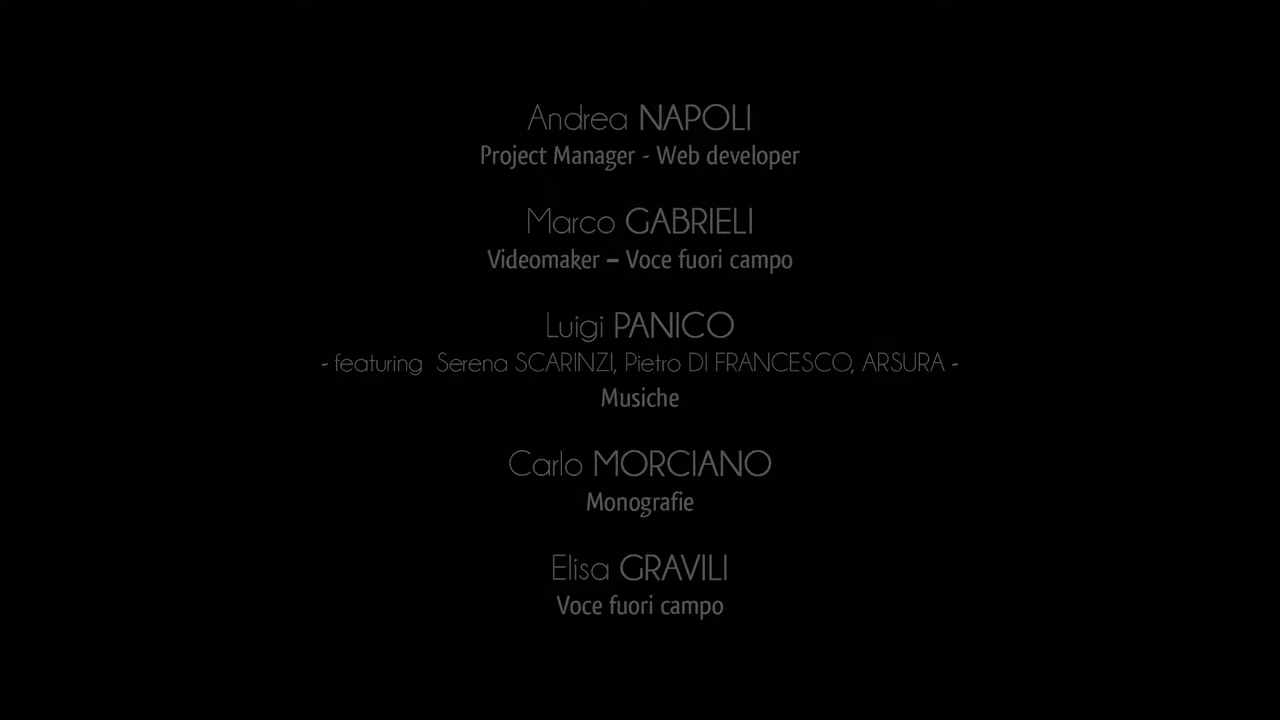 Andrea NAPOLI
Project Manager - Web developer
Marco GABRIELI
Videomaker – Voce fuori campo
Luigi PANICO
- featuring Serena SCARINZI, Pietro DI FRANCESCO, ARSURA -
Musiche
Carlo MORCIANO
Monografie
Elisa GRAVILI
Voce fuori campo